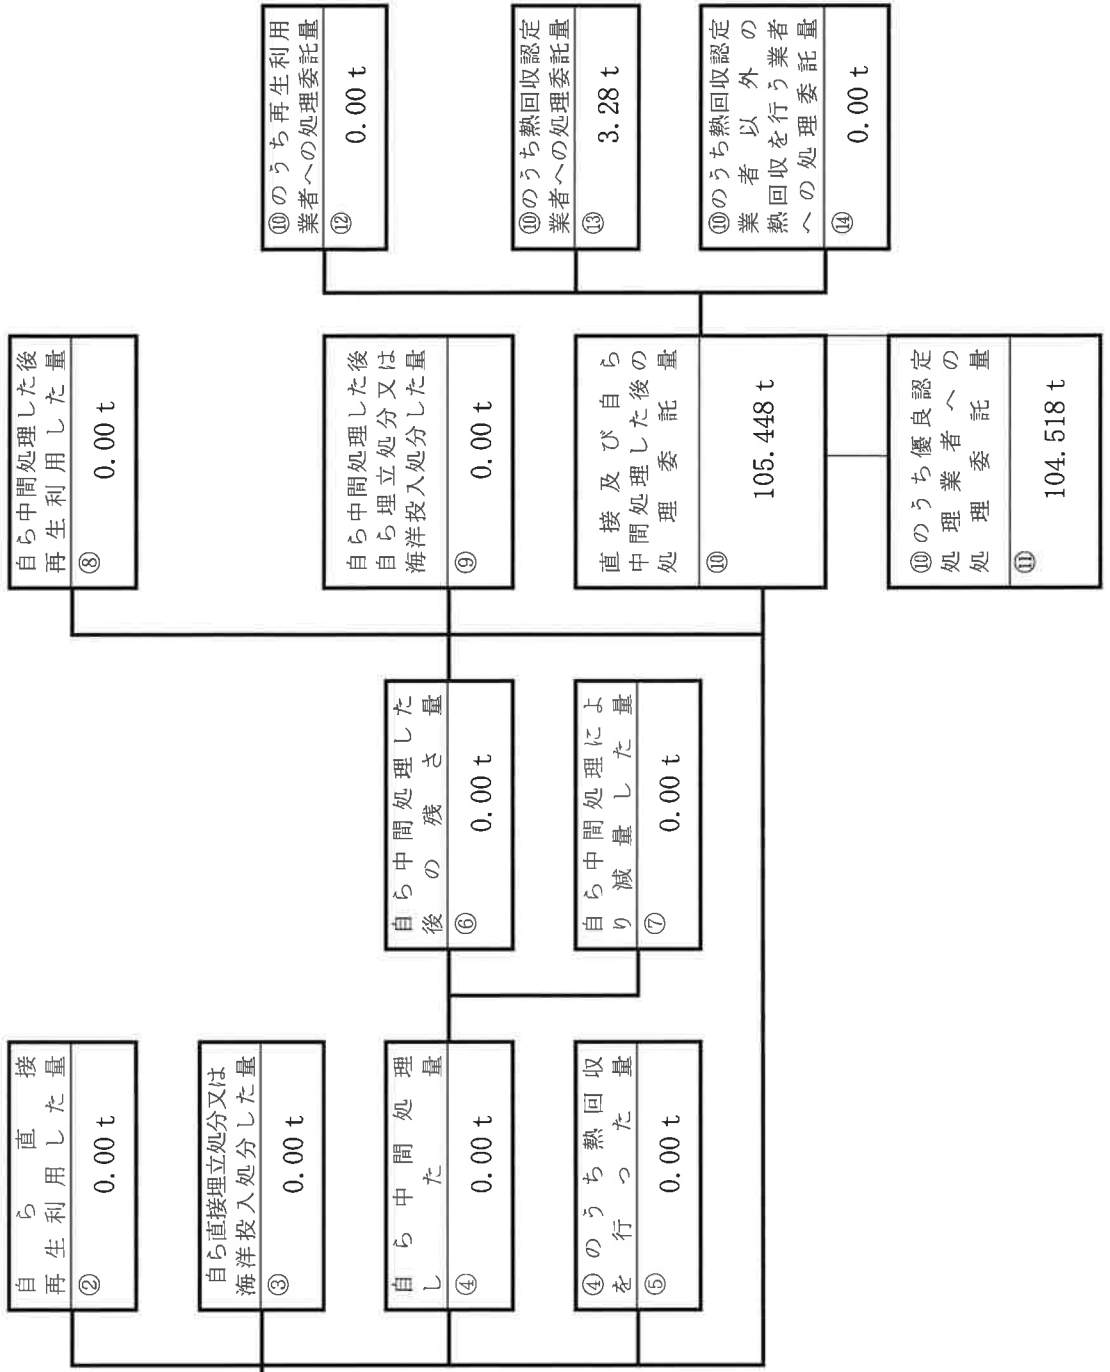 自ら直接
再生利用した量
② 0.00 t
自ら直接埋立処分又は
海洋投入処分した量
③ 0.00 t
自ら中間処理
した量
④ 0.00 t
④のうち熱回収
を行った量
⑤ 0.00 t
自ら中間処理した
後の残さ量
⑥ 0.00 t
自ら中間処理によ
り減量した量
⑦ 0.00 t
自ら中間処理した後
再生利用した量
⑧ 0.00 t
自ら中間処理した後
自ら埋立処分又は
海洋投入処分した量
⑨ 0.00 t
直接及び自ら
中間処理した後の
処理委託量
⑩ 105.448 t
⑩のうち優良認定
処理業者への
処理委託量
⑪ 104.518 t
⑩のうち再生利用
業者への処理委託量
⑫ 0.00 t
⑩のうち熱回収認定
業者への処理委託量
⑬ 3.28 t
⑩のうち熱回収認定
業者以外の
熱回収を行う業者
への処理委託量
⑭ 0.00 t